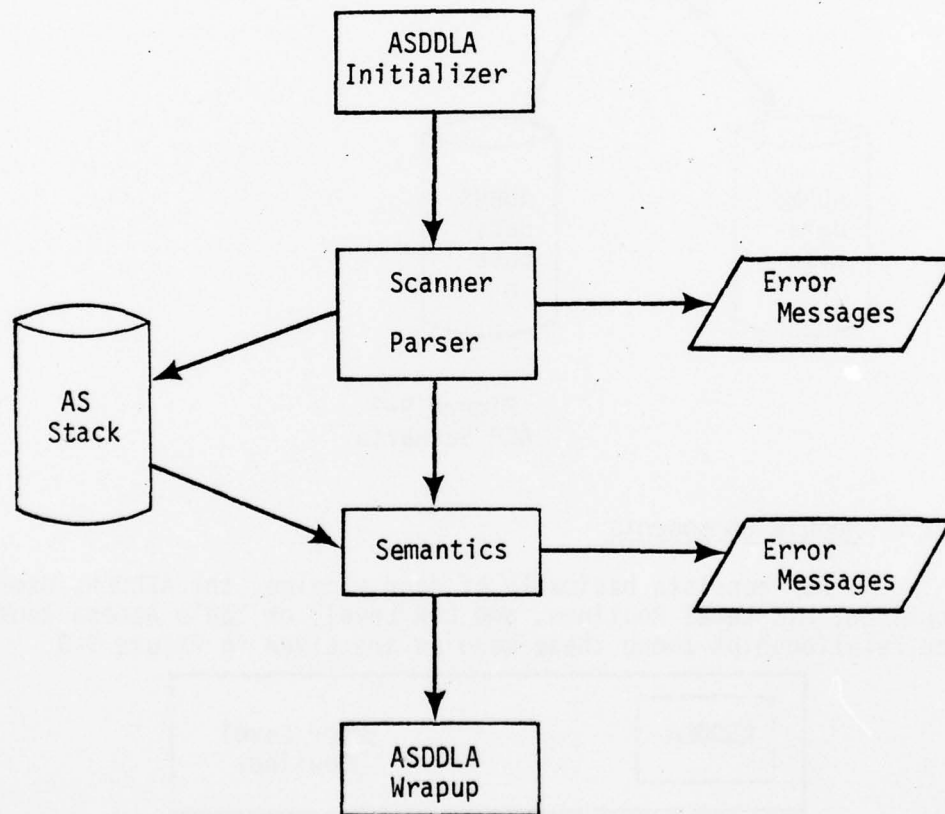 ASDDLA
Initializer
Scanner
Parser
Error
Messages
AS
Stack
Semantics
Error
Messages
ASDDLA
Wrapup